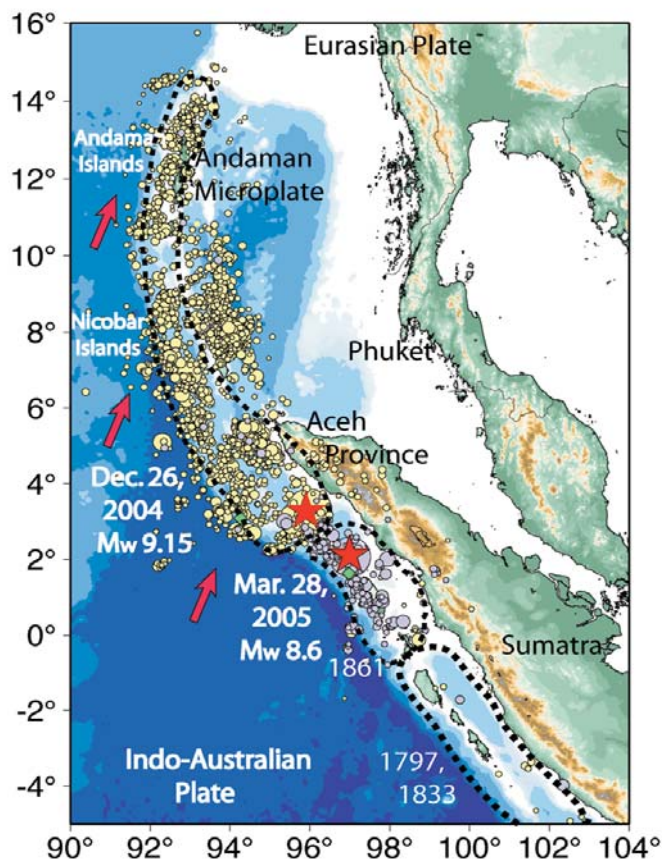 16°
14°
12°
10°
8°
6°
4°
2°
0°
-2°
-4°
Eurasian Plate
Andama
Islands
Andaman
Microplate
Nicobar
Islands
Phuket
Aceh
Province
Dec. 26,
2004
Mw 9.15
Mar. 28,
2005
Mw 8.6
1861
Sumatra
Indo-Australian
Plate
1797,
1833
90° 92° 94° 96° 98° 100° 102° 104°